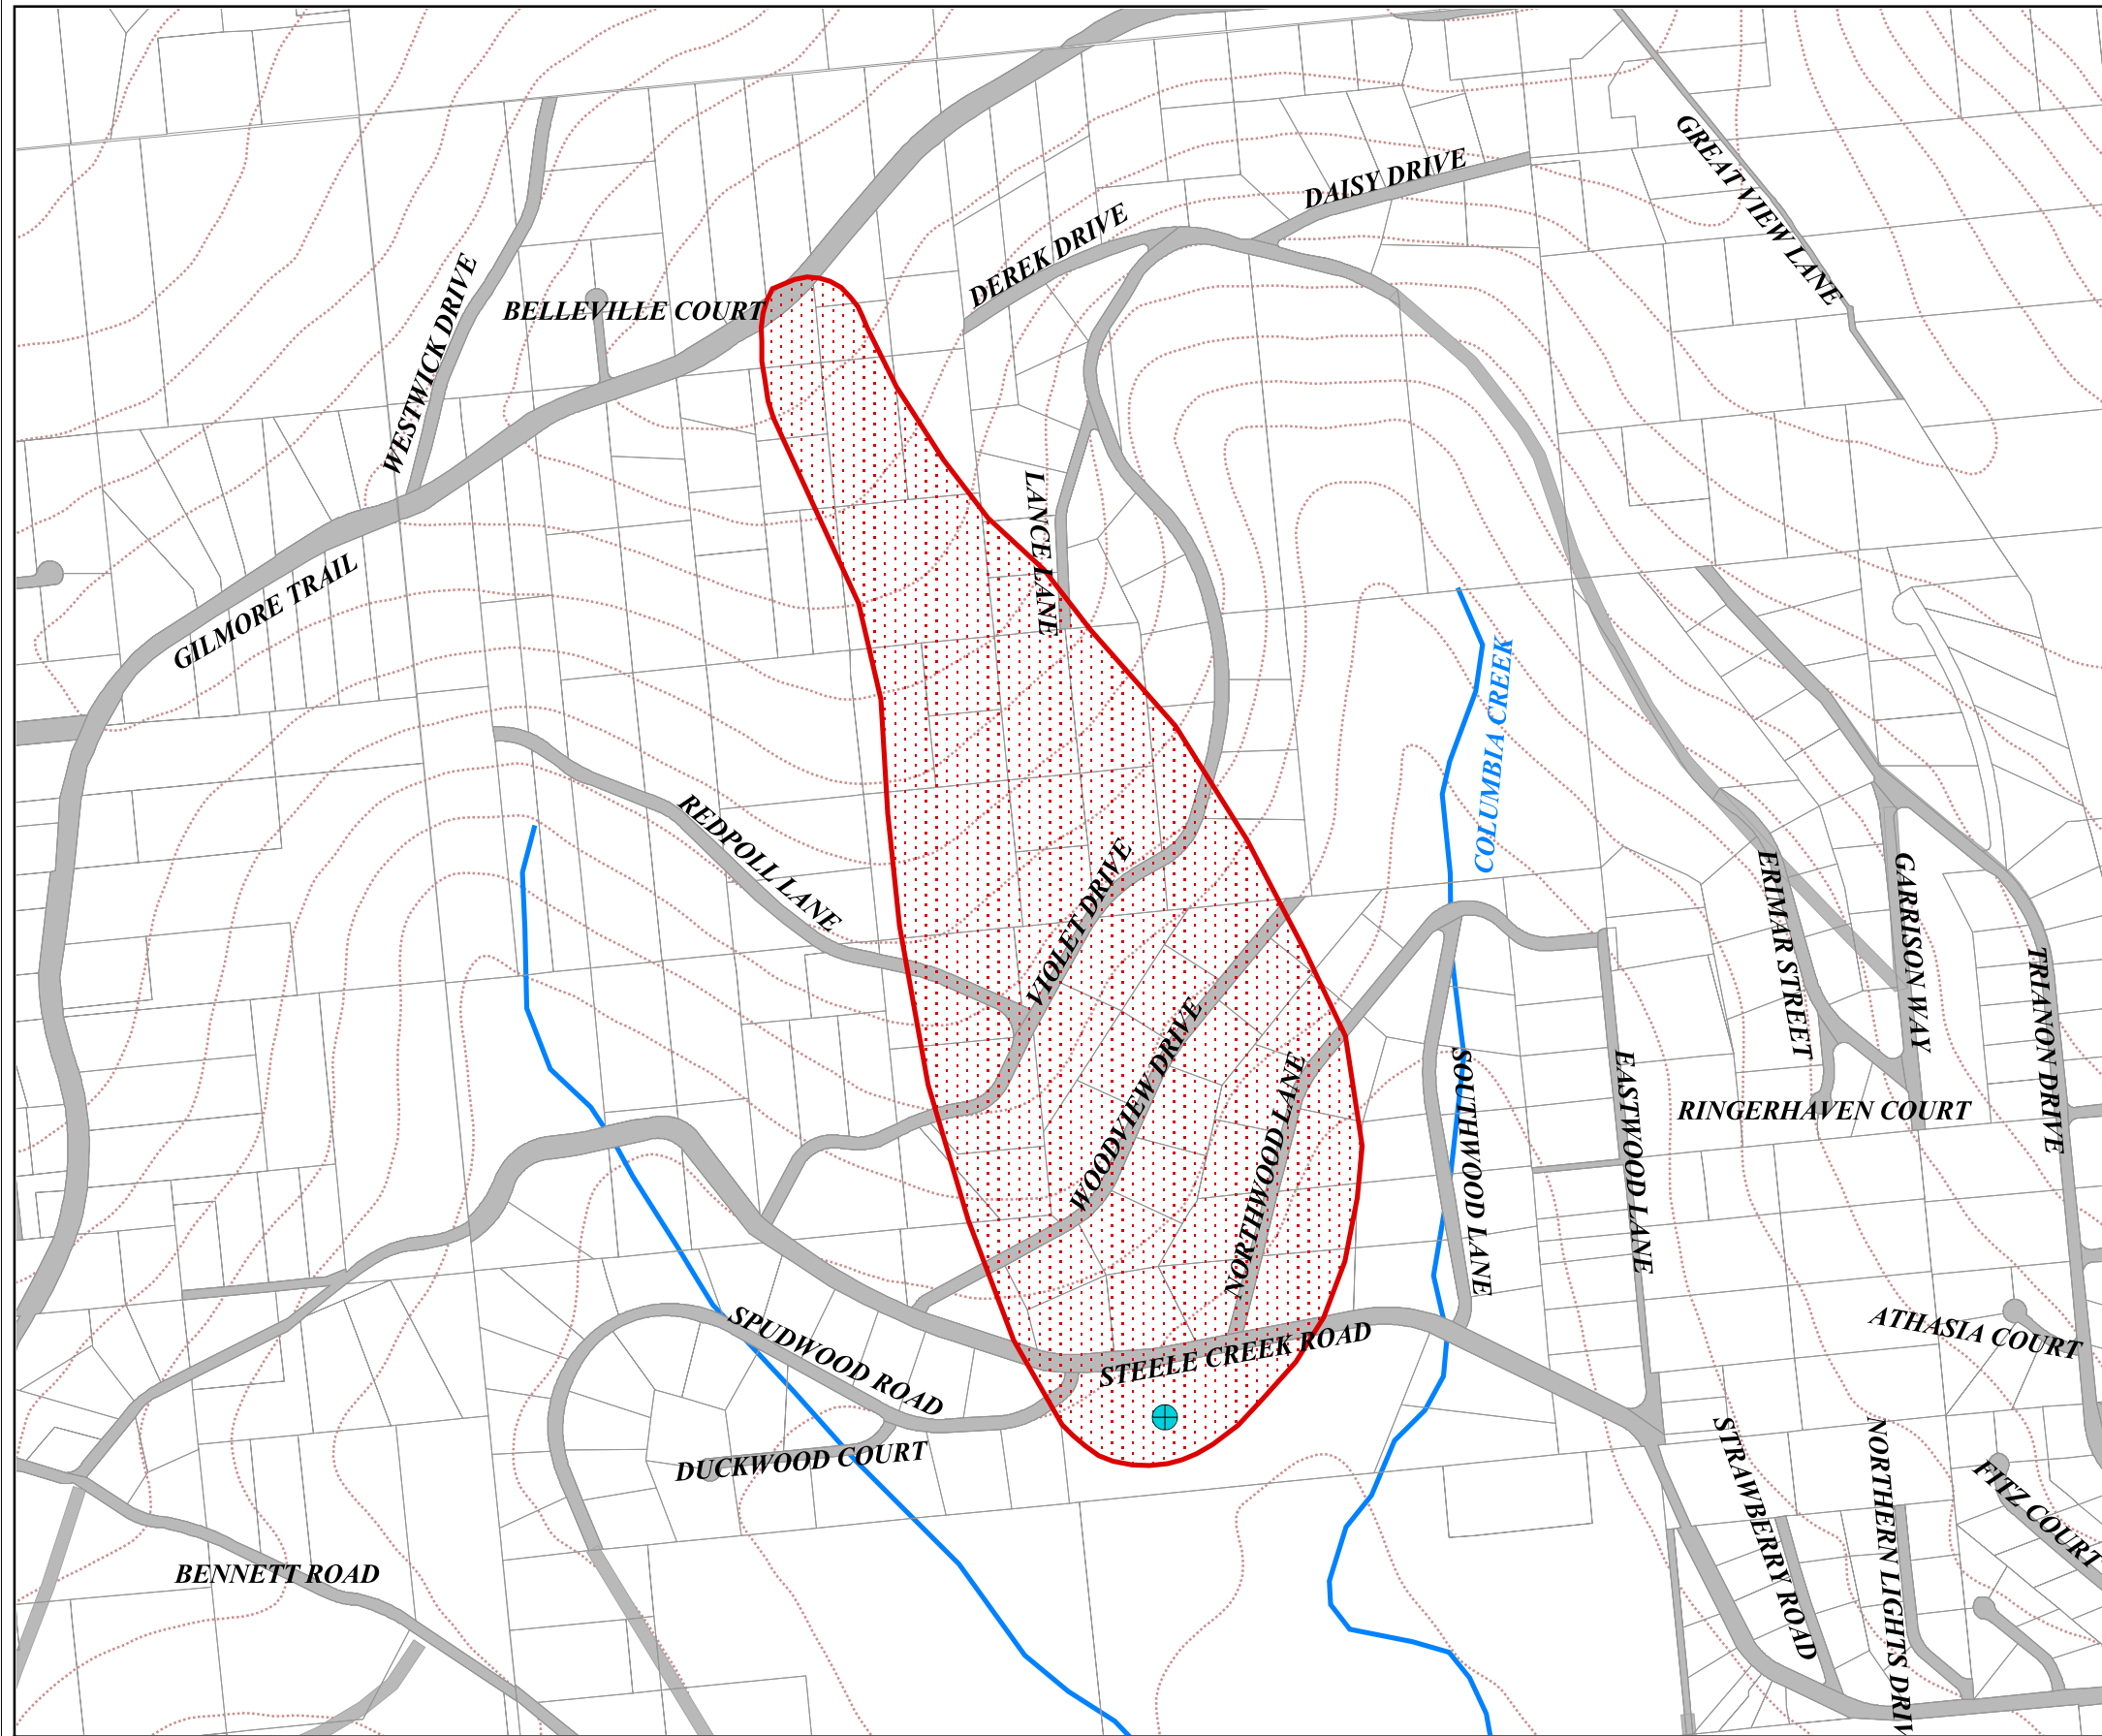 GREAT VIEW LANE
DAISY DRIVE
DEREK DRIVE
WESTWICK DRIVE
BELLEVILLE COURT
LANCE LANE
GILMORE TRAIL
COLUMBIA CREEK
REDPOLL LANE
VIOLET DRIVE
ERIMAR STREET
GARRISON WAY
TRIANON DRIVE
WOODVIEW DRIVE
NORTHWOOD LANE
SOUTHWOOD LANE
EASTWOOD LANE
RINGERHAVEN COURT
SPUDWOOD ROAD
STEELE CREEK ROAD
ATHASIA COURT
DUCKWOOD COURT
STRAWBERRY ROAD
NORTHERN LIGHTS DRIV
FITZ COURT
BENNETT ROAD